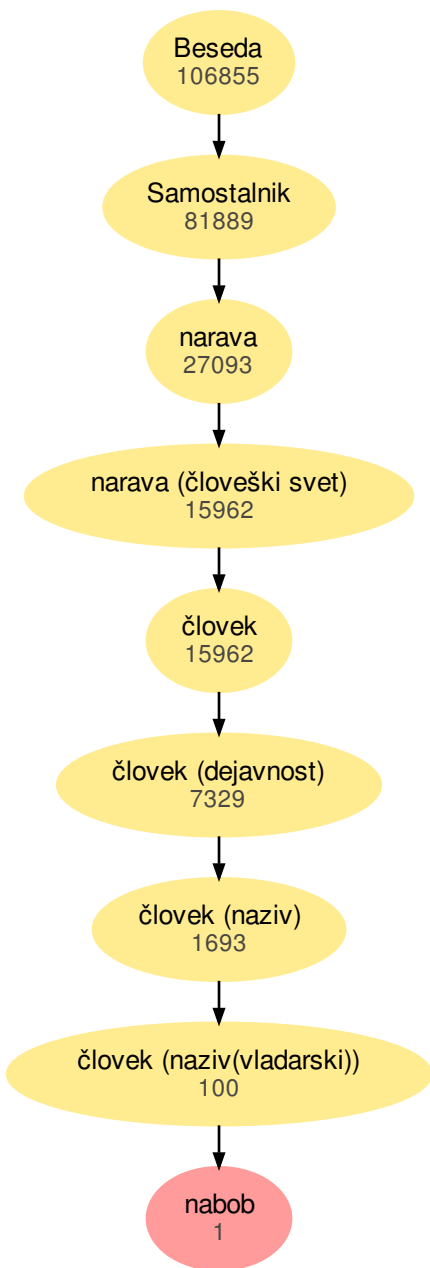 Beseda
106855
Samostalnik
81889
narava
27093
narava (človeški svet)
15962
človek
15962
človek (dejavnost)
7329
človek (naziv)
1693
človek (naziv(vladarski))
100
nabob
1